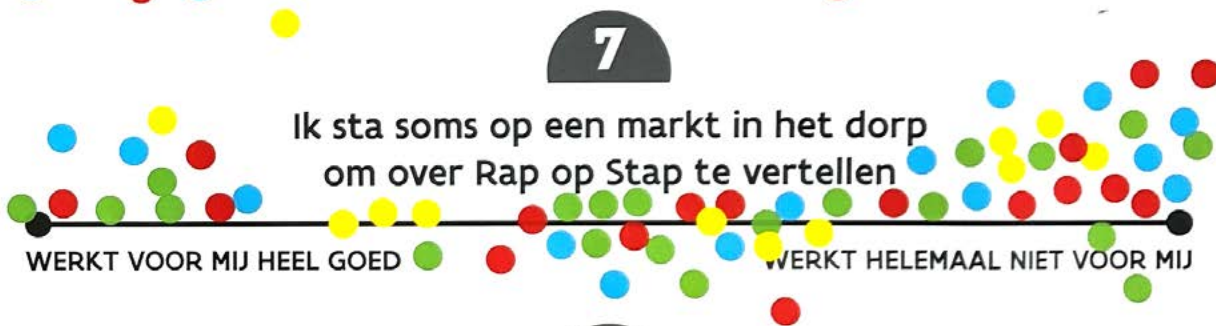 7
Ik sta soms op een markt in het dorp
om over Rap op Stap te vertellen
WERKT VOOR MIJ HEEL GOED
WERKT HELEMAAL NIET VOOR MIJ